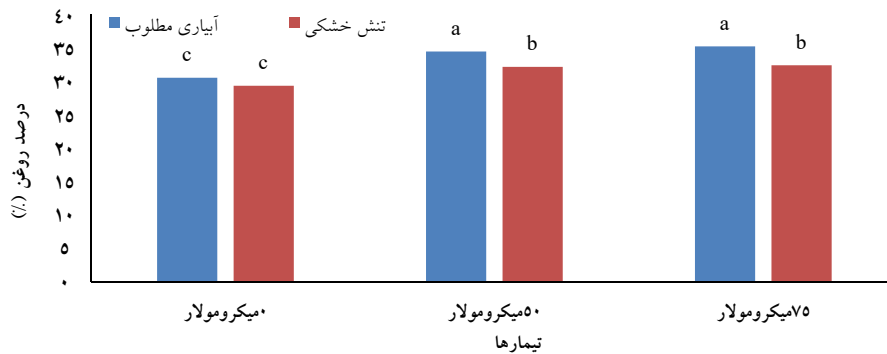 آبیاری مطلوب
تنش خشکی
درصد روغن (٪)
۴۰
۳۵
۳۰
۲۵
۲۰
۱۵
۱۰
۵
۰
c
c
a
b
a
b
۰میکرومولار
۵۰میکرومولار
۷۵میکرومولار
تیمارها